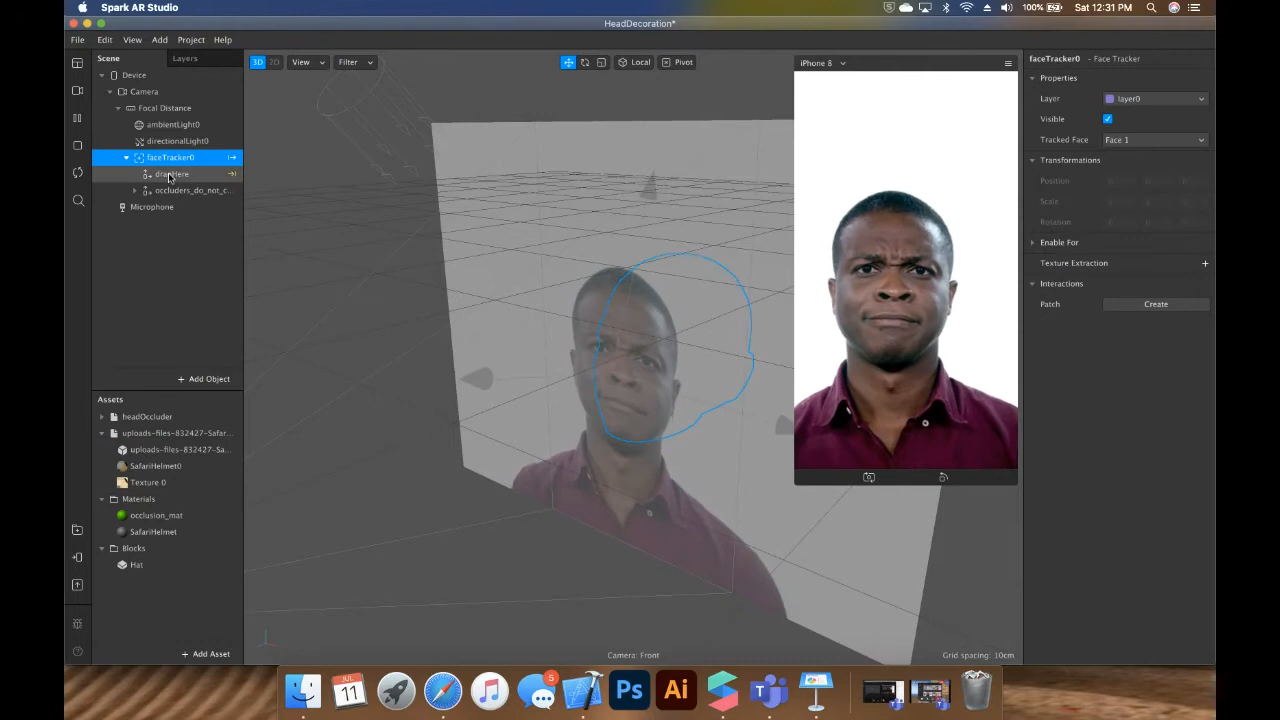 Spark AR Studio
100%
Sat 12:31 PM
HeadDecoration*
File Edit View Add Project Help
Scene Layers
Device
Camera
Focal Distance
ambientLight0
directionalLight0
faceTracker0
dragHere
occluders_do_not_c...
Microphone
+ Add Object
Assets
headOccluder
uploads-files-832427-Safar...
uploads-files-832427-Sa...
SafariHelmet0
Texture 0
Materials
occlusion_mat
SafariHelmet
Blocks
Hat
+ Add Asset
3D 2D View Filter Local Pivot
iPhone 8
Camera: Front
Grid spacing: 10cm
faceTracker0 - Face Tracker
Properties
Layer layer0
Visible
Tracked Face Face 1
Transformations
Position
Scale
Rotation
Enable For
Texture Extraction +
Interactions
Patch Create
JUL
11
5
Ps
Ai